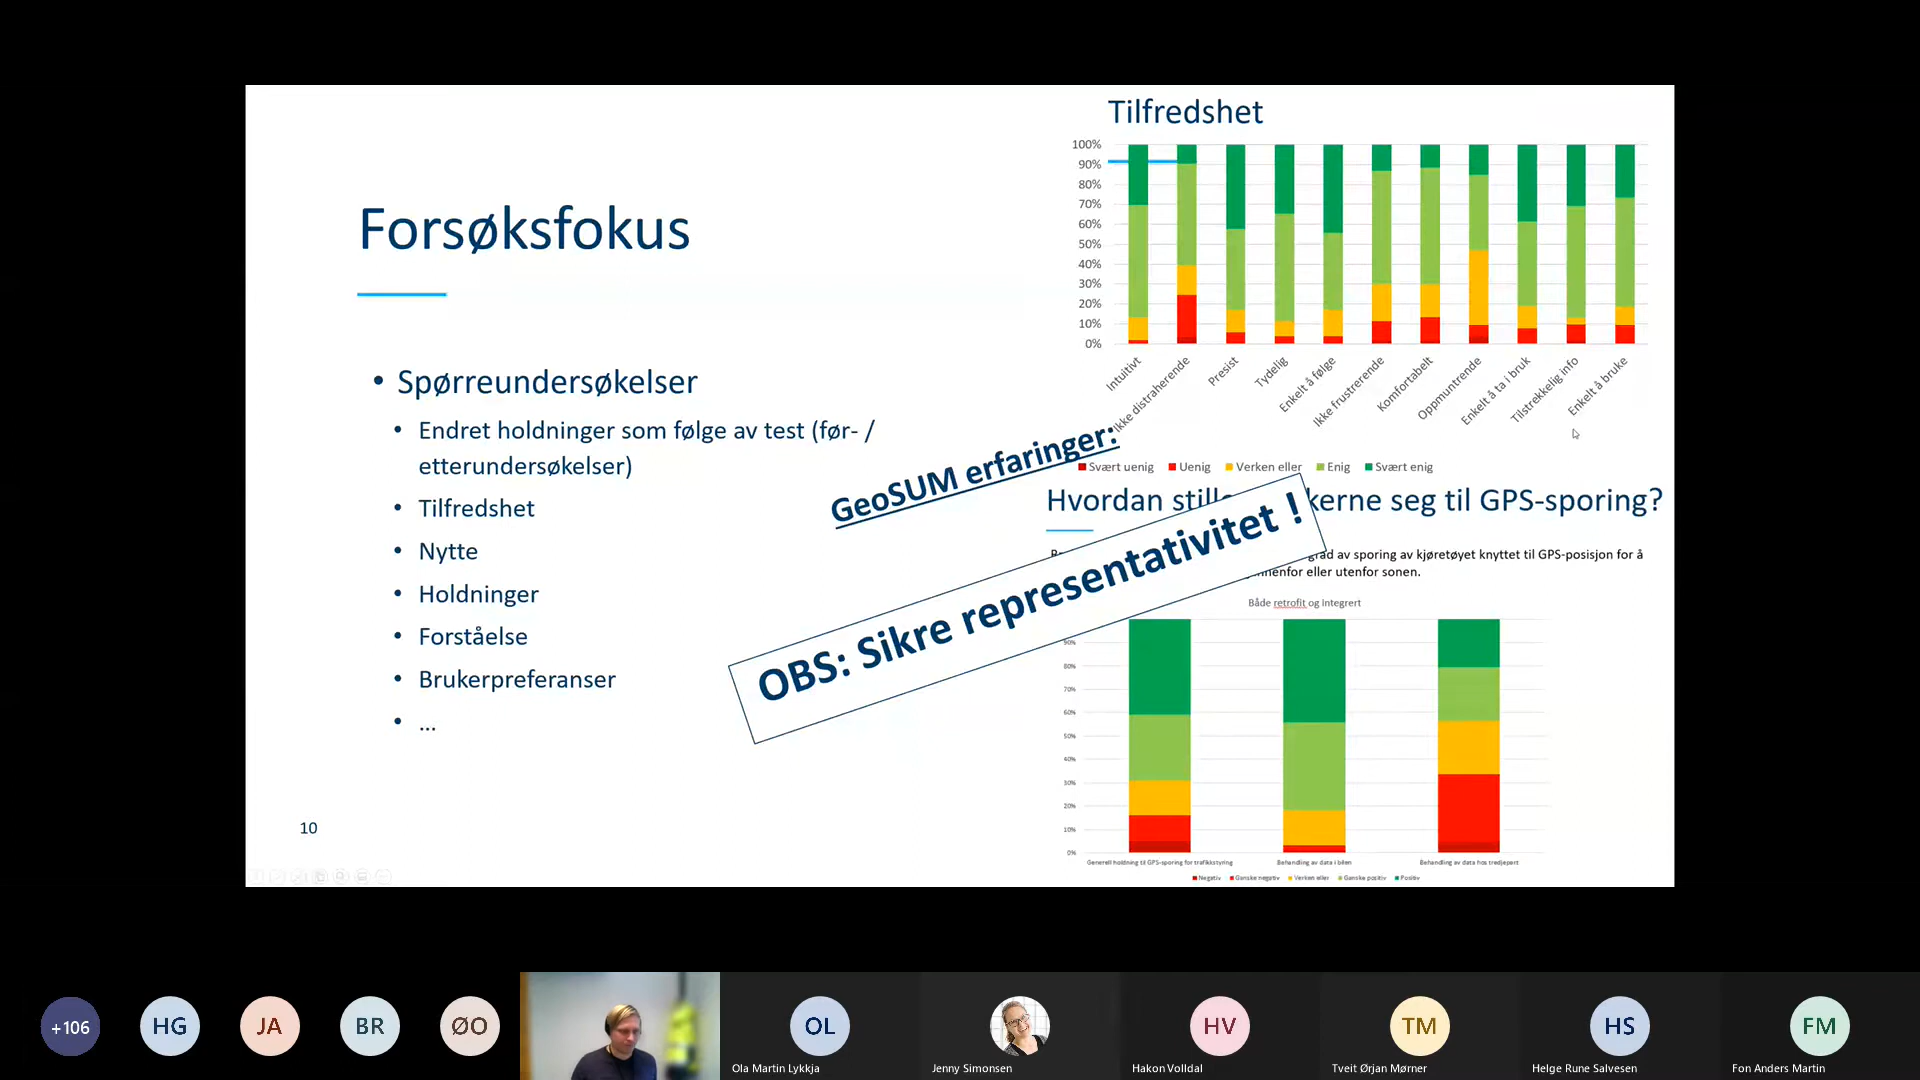 Forsøksfokus
• Spørreundersøkelser
• Endret holdninger som følge av test (før- /
etterundersøkelser)
• Tilfredshet
• Nytte
• Holdninger
• Forståelse
• Brukerpreferanser
• ...
10
GeoSUM erfaringer:
OBS: Sikre representativitet !
Tilfredshet
100%
90%
80%
70%
60%
50%
40%
30%
20%
10%
0%
Intuitivt
Ikke distraherende
Presist
Tydelig
Enkelt å følge
Ikke frustrerende
Komfortabelt
Oppmuntrende
Enkelt å ta i bruk
Tilstrekkelig info
Enkelt å bruke
Svært uenig Uenig Verken eller Enig Svært enig
Hvordan kerne seg til GPS-sporing?
grad av sporing av kjøretøyet knyttet til GPS-posisjon for å
eller utenfor sonen.
Både retrofit og integrert
90%
80%
70%
60%
50%
40%
30%
20%
10%
0%
Generell holdning til GPS-sporing for trafikkstyring
Behandling av data i bilen
Behandling av data hos tredjepart
Negativ Ganske negativ Verken eller Ganske positiv Positiv
+106
HG
JA
BR
ØO
OL
Ola Martin Lykkja
Jenny Simonsen
HV
Hakon Volldal
TM
Tveit Ørjan Mørner
HS
Helge Rune Salvesen
FM
Fon Anders Martin